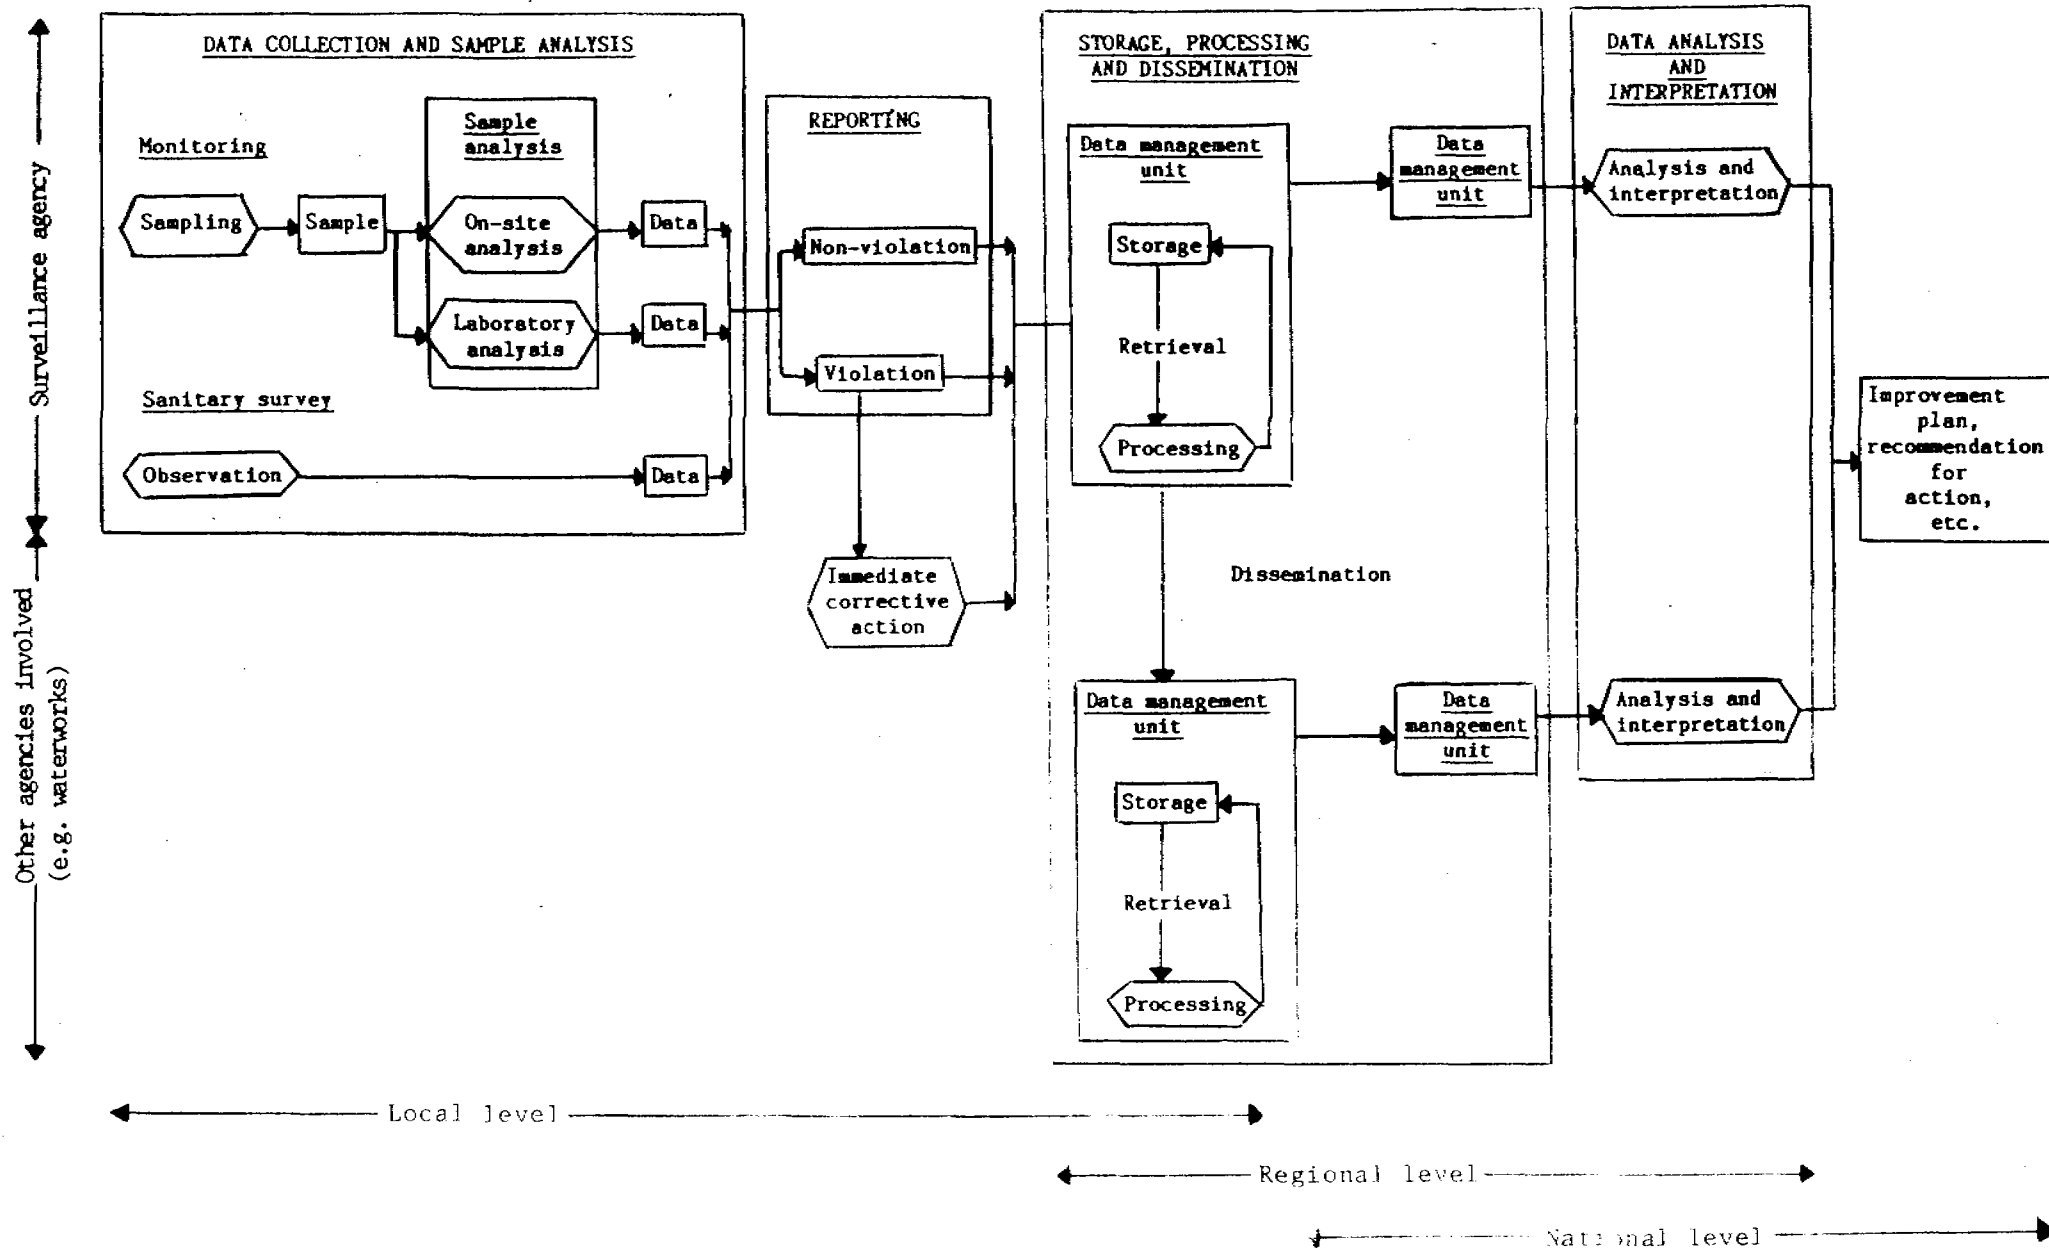 DATA COLLECTION AND SAMPLE ANALYSIS
Monitoring
Sample
analysis
Sampling
Sample
On-site
analysis
Data
Laboratory
analysis
Data
Sanitary survey
Observation
Data
REPORTING
Non-violation
Violation
Immediate
corrective
action
STORAGE, PROCESSING
AND DISSEMINATION
Data management
unit
Storage
Retrieval
Processing
Data
management
unit
Dissemination
Data management
unit
Storage
Retrieval
Processing
Data
management
unit
DATA ANALYSIS
AND
INTERPRETATION
Analysis and
interpretation
Analysis and
interpretation
Improvement
plan,
recommendation
for
action,
etc.
Surveillance agency
Other agencies involved
(e.g. waterworks)
Local level
Regional level
National level